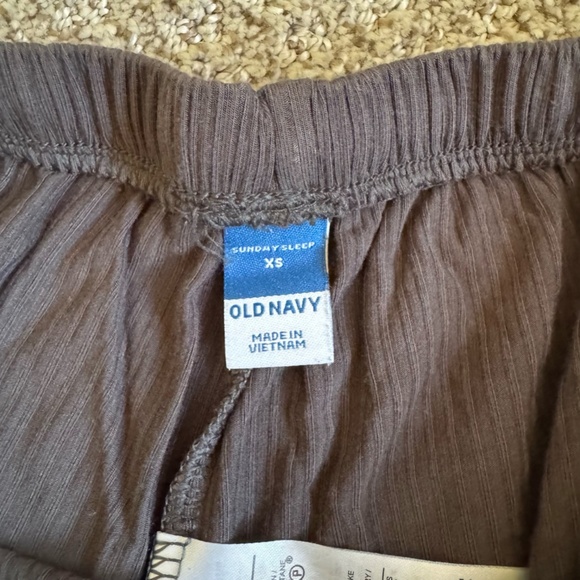 SUNDAY SLEEP
XS
OLD NAVY
MADE IN
VIETNAM